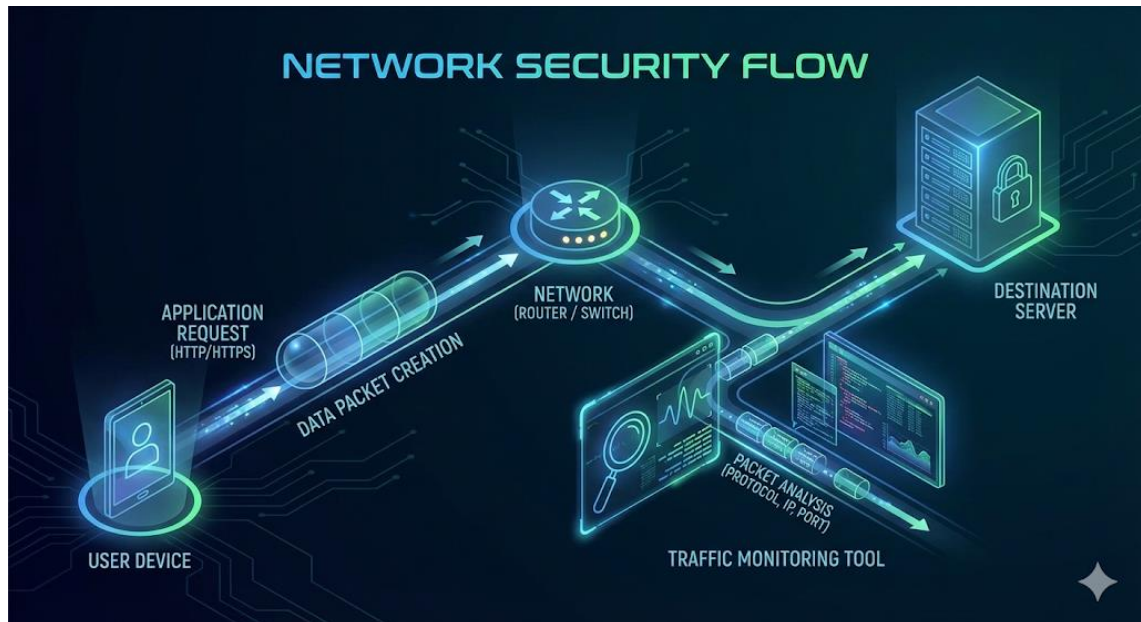 NETWORK SECURITY FLOW
APPLICATION
REQUEST
(HTTP/HTTPS)
DATA PACKET CREATION
NETWORK
(ROUTER / SWITCH)
DESTINATION
SERVER
PACKET ANALYSIS
(PROTOCOL, IP, PORT)
USER DEVICE
TRAFFIC MONITORING TOOL